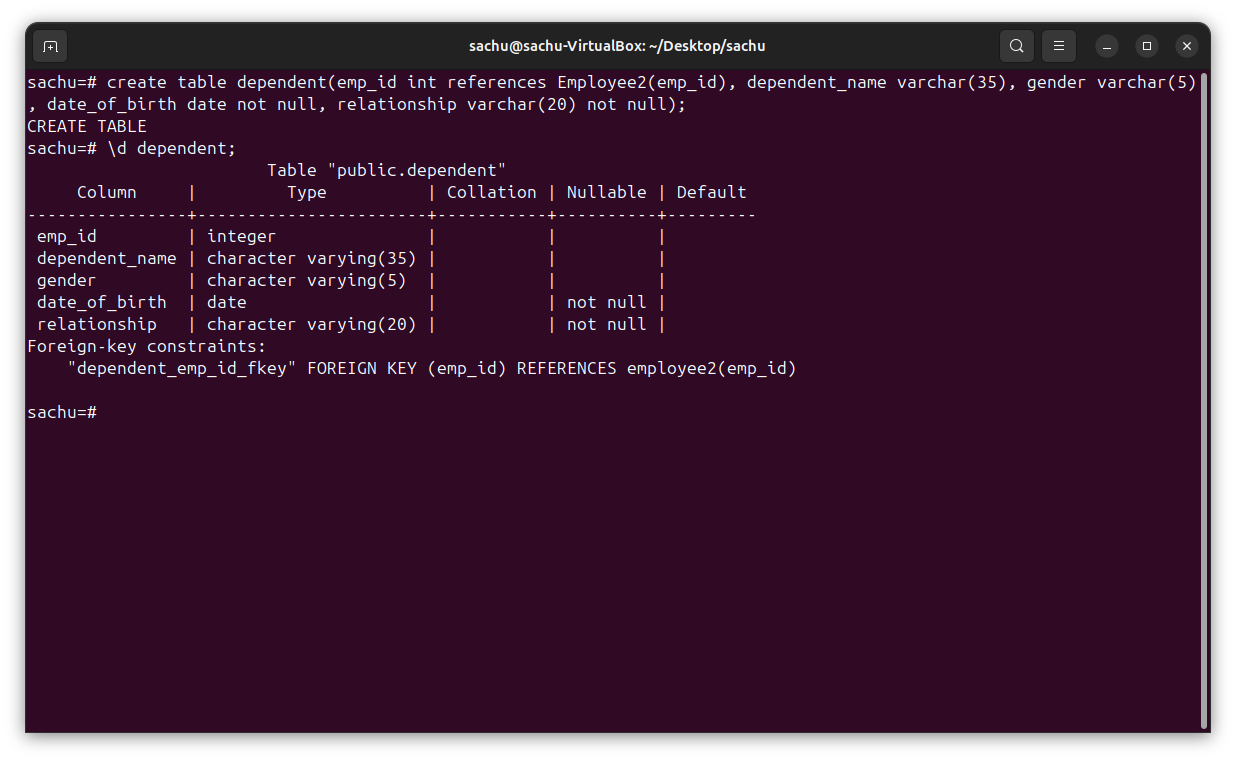 sachu@sachu-VirtualBox: ~/Desktop/sachu
sachu=# create table dependent(emp_id int references Employee2(emp_id), dependent_name varchar(35), gender varchar(5)
, date_of_birth date not null, relationship varchar(20) not null);
CREATE TABLE
sachu=# \d dependent;
                        Table "public.dependent"
     Column     |         Type          | Collation | Nullable | Default 
----------------+-----------------------+-----------+----------+---------
 emp_id         | integer               |           |          | 
 dependent_name | character varying(35) |           |          | 
 gender         | character varying(5)  |           |          | 
 date_of_birth  | date                  |           | not null | 
 relationship   | character varying(20) |           | not null | 
Foreign-key constraints:
    "dependent_emp_id_fkey" FOREIGN KEY (emp_id) REFERENCES employee2(emp_id)
sachu=#